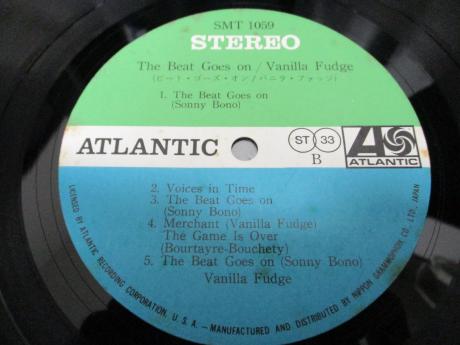 SMT 1059
STEREO
The Beat Goes on / Vanilla Fudge
(ビート・ゴーズ・オン/バニラ・ファッジ)
1. The Beat Goes on
(Sonny Bono)
ATLANTIC
ST 33
B
ATLANTIC
2. Voices in Time
3. The Beat Goes on
(Sonny Bono)
4. Merchant (Vanilla Fudge)
The Game Is Over
(Bourtayre-Bouchety)
5. The Beat Goes on (Sonny Bono)
Vanilla Fudge
LICENSED BY ATLANTIC RECORDING CORPORATION, U.S.A. - MANUFACTURED AND DISTRIBUTED BY NIPPON GRAMMOPHON CO., LTD., JAPAN